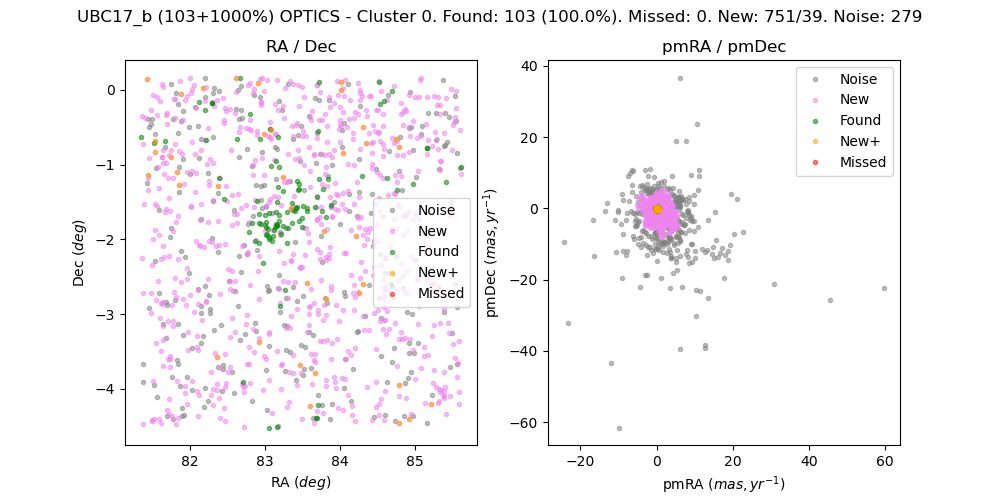 UBC17_b (103+1000%) OPTICS - Cluster 0. Found: 103 (100.0%). Missed: 0. New: 751/39. Noise: 279
RA / Dec
Dec (deg)
0
−1
−2
−3
−4
82
83
84
85
RA (deg)
Noise
New
Found
New+
Missed
pmRA / pmDec
pmDec (mas, yr⁻¹)
40
20
0
−20
−40
−60
−20
0
20
40
60
pmRA (mas, yr⁻¹)
Noise
New
Found
New+
Missed